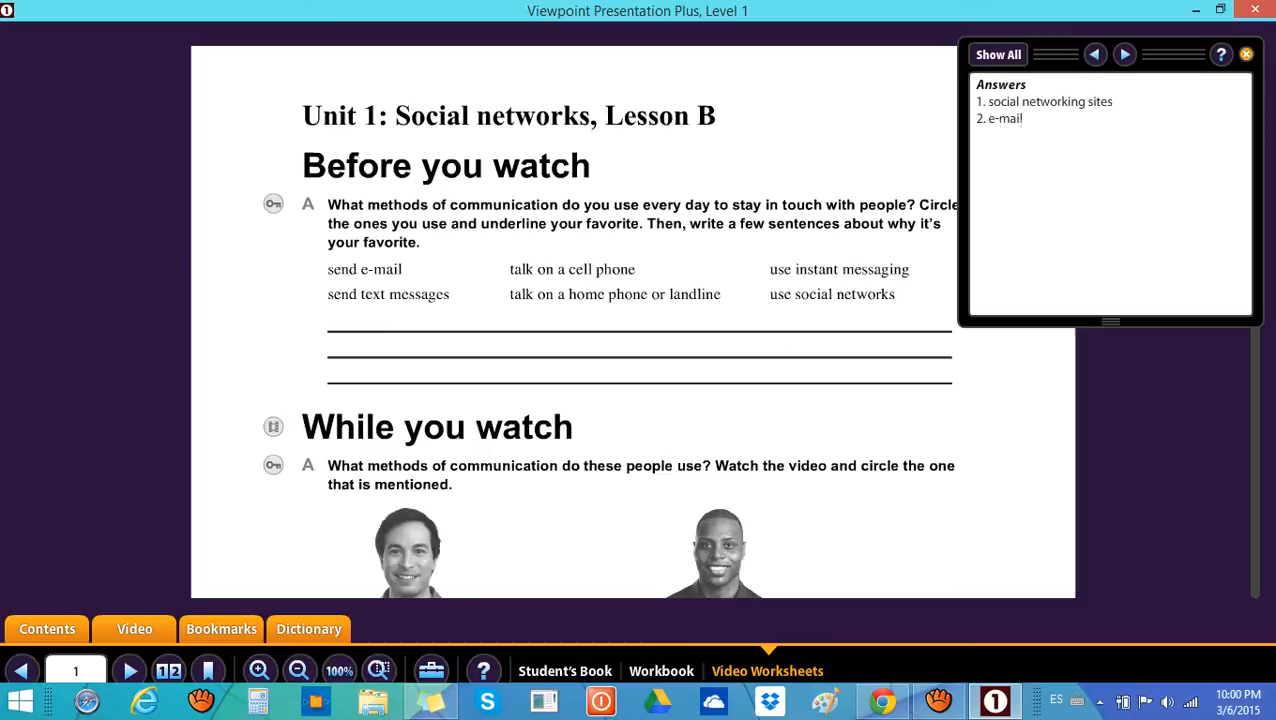 Viewpoint Presentation Plus, Level 1
Show All
?
Answers
1. social networking sites
2. e-mail
Unit 1: Social networks, Lesson B
Before you watch
A What methods of communication do you use every day to stay in touch with people? Circle
the ones you use and underline your favorite. Then, write a few sentences about why it's
your favorite.
send e-mail talk on a cell phone use instant messaging
send text messages talk on a home phone or landline use social networks
While you watch
A What methods of communication do these people use? Watch the video and circle the one
that is mentioned.
Contents Video Bookmarks Dictionary
1 12 100% ? Student's Book Workbook Video Worksheets
ES 10:00 PM
3/6/2015